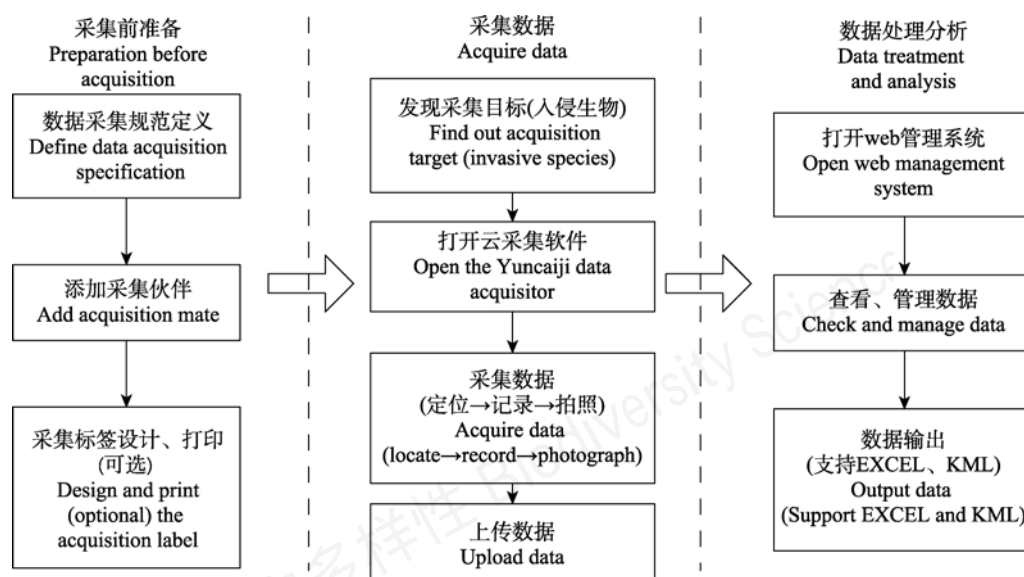 采集前准备
Preparation before
acquisition
数据采集规范定义
Define data acquisition
specification
添加采集伙伴
Add acquisition mate
采集标签设计、打印
(可选)
Design and print
(optional) the
acquisition label
采集数据
Acquire data
发现采集目标(入侵生物)
Find out acquisition
target (invasive species)
打开云采集软件
Open the Yuncaiji data
acquisitor
采集数据
(定位→记录→拍照)
Acquire data
(locate→record→photograph)
上传数据
Upload data
数据处理分析
Data treatment
and analysis
打开web管理系统
Open web management
system
查看、管理数据
Check and manage data
数据输出
(支持EXCEL、KML)
Output data
(Support EXCEL and KML)
多样性 Biodiversity Science